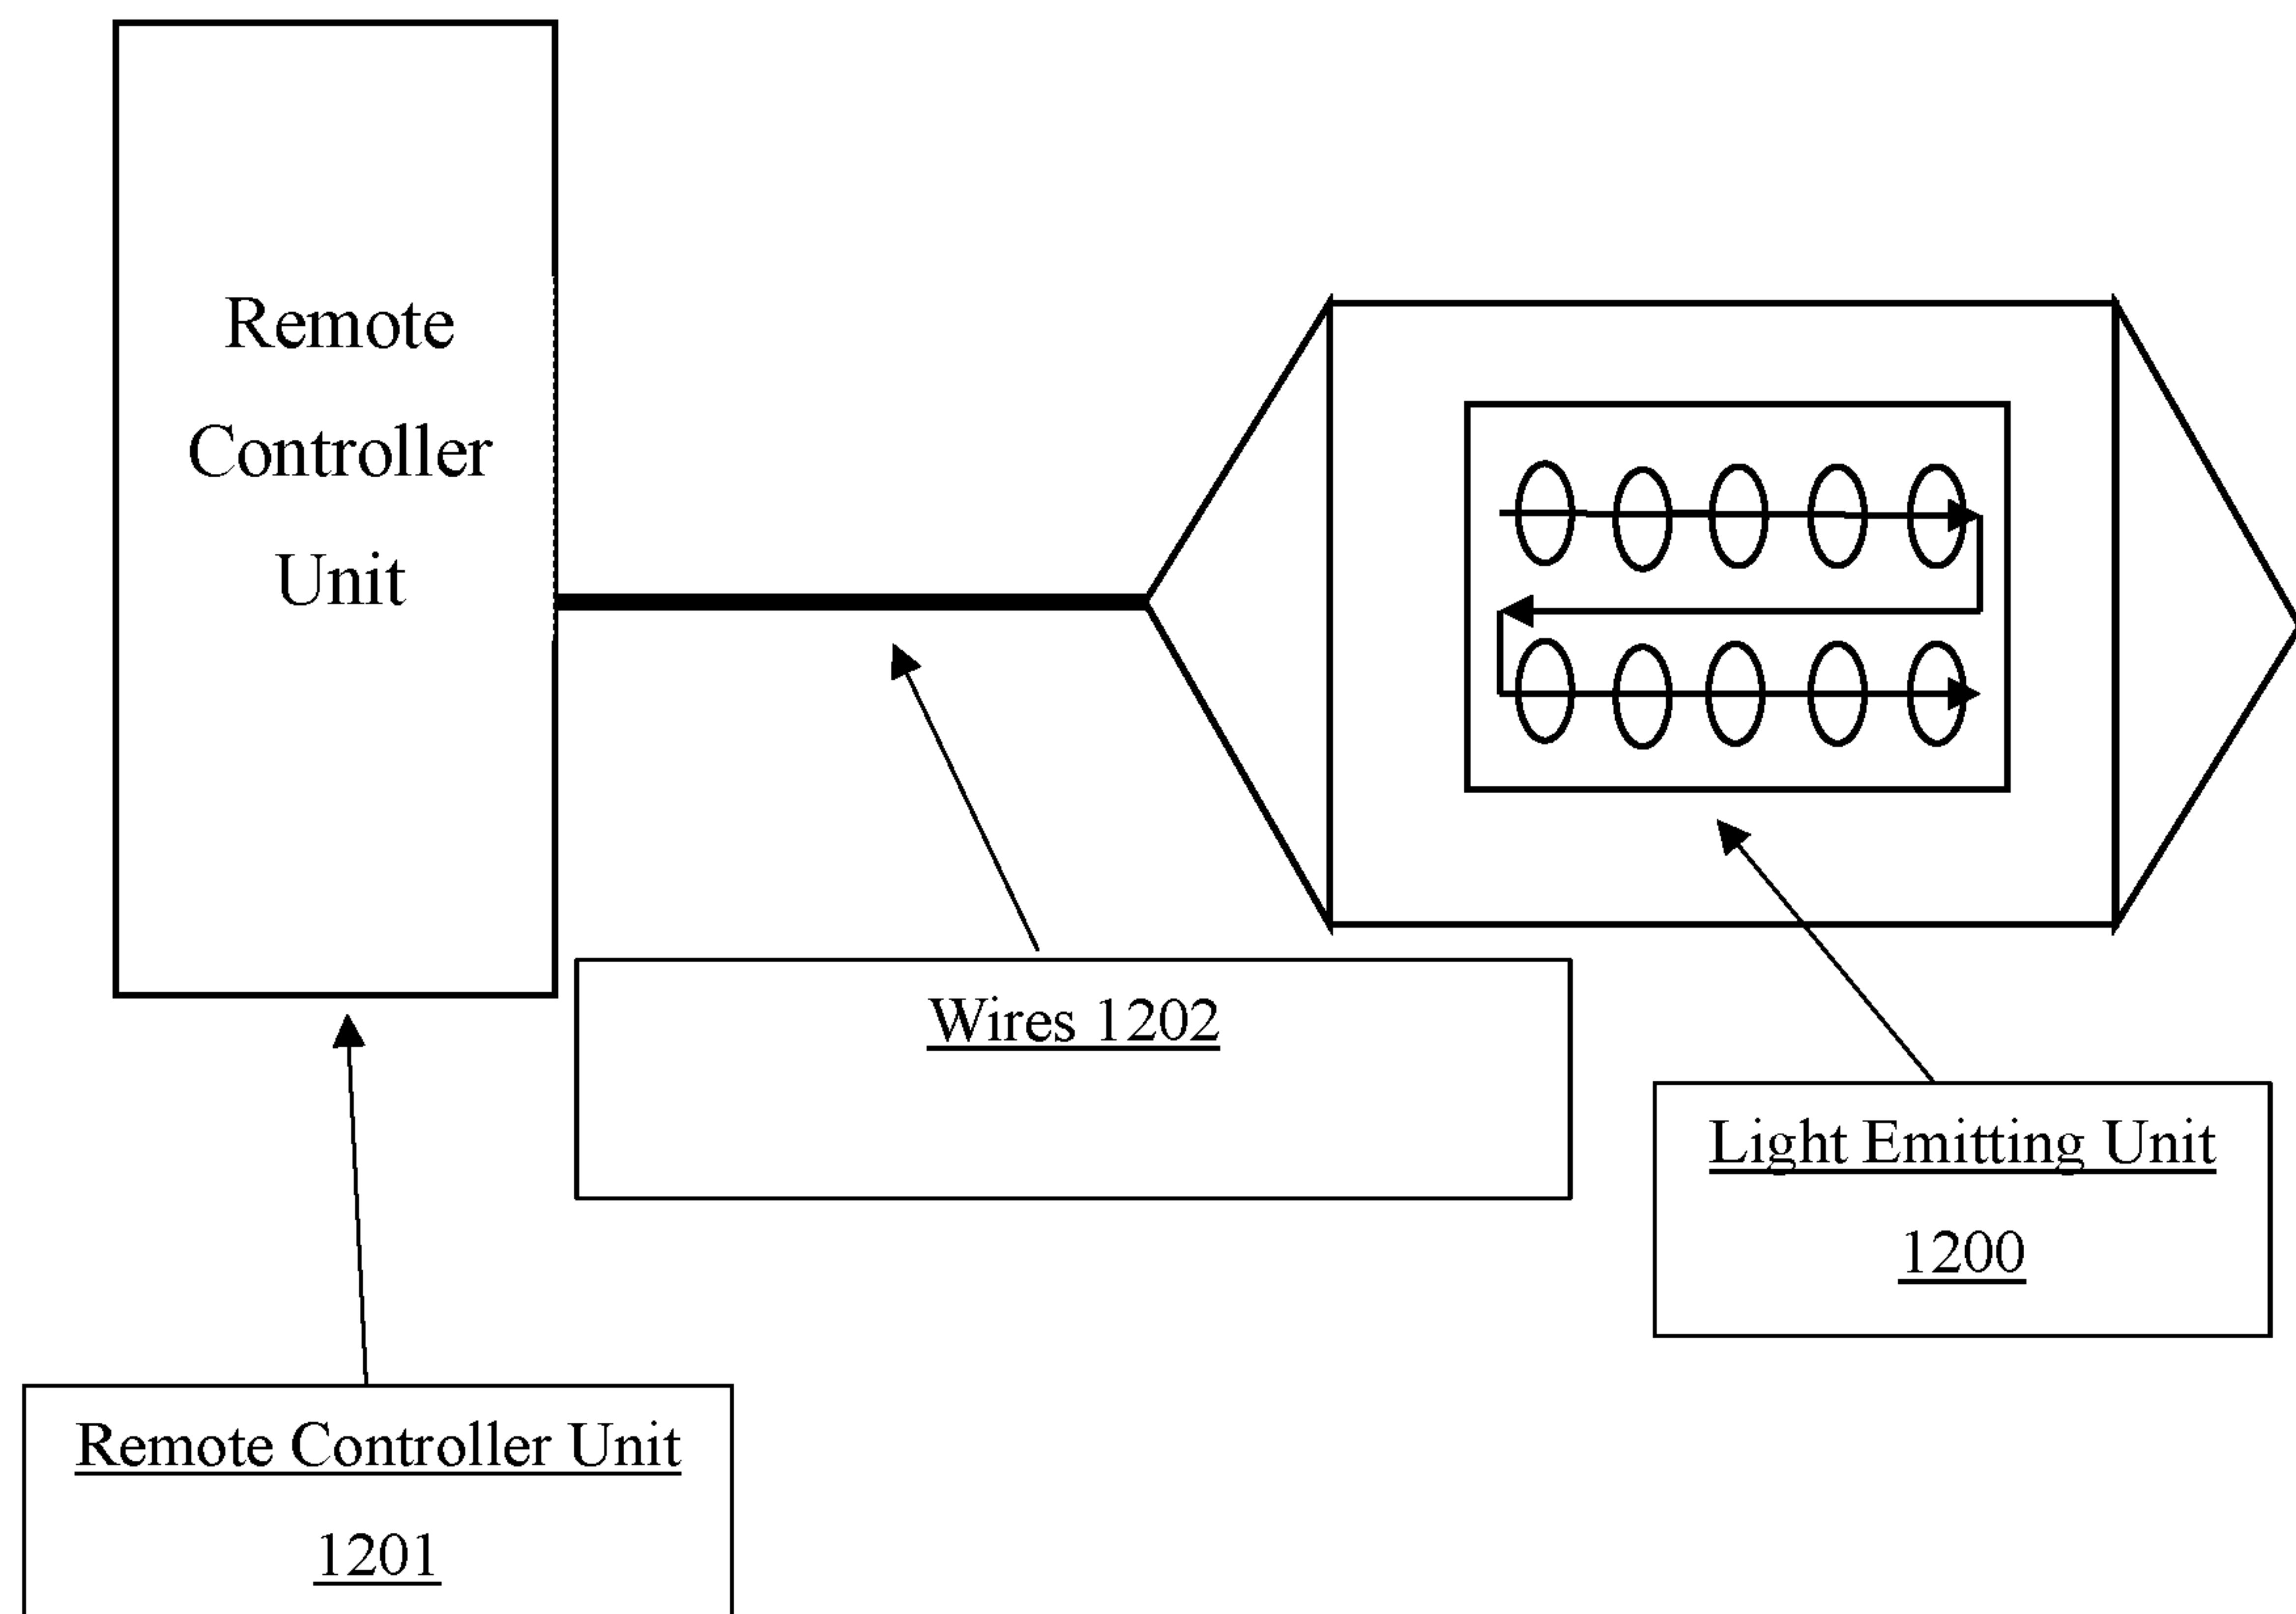 Remote
Controller
Unit
Wires 1202
Light Emitting Unit
1200
Remote Controller Unit
1201